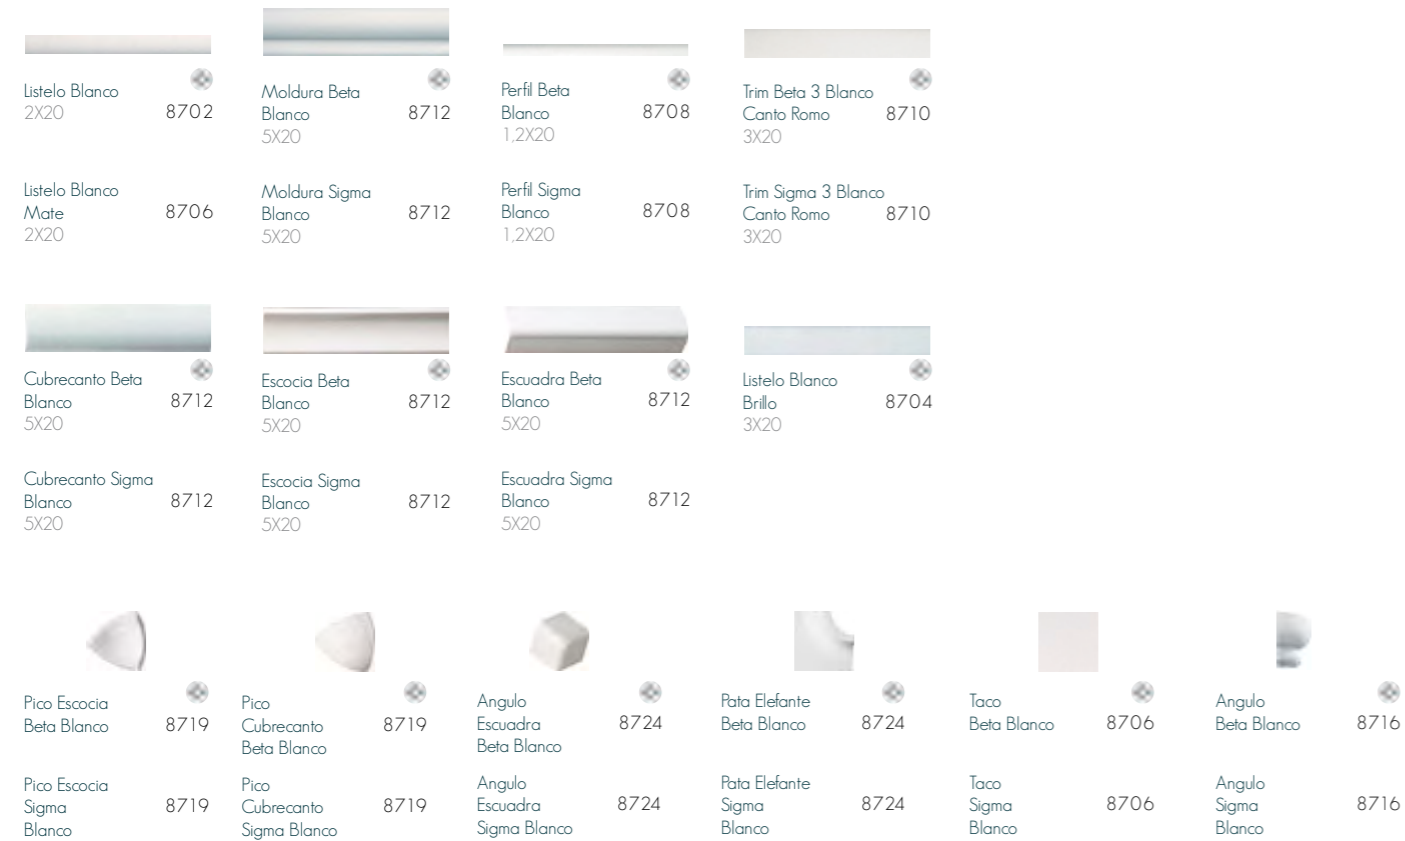 Listelo Blanco
2X20
8702
Moldura Beta
Blanco
8712
5X20
Perfil Beta
Blanco
8708
1,2X20
Trim Beta 3 Blanco
Canto Romo
8710
3X20
Listelo Blanco
Mate
8706
2X20
Moldura Sigma
Blanco
8712
5X20
Perfil Sigma
Blanco
8708
1,2X20
Trim Sigma 3 Blanco
Canto Romo
8710
3X20
Cubrecanto Beta
Blanco
8712
5X20
Escocia Beta
Blanco
8712
5X20
Escuadra Beta
Blanco
8712
5X20
Listelo Blanco
Brillo
8704
3X20
Cubrecanto Sigma
Blanco
8712
5X20
Escocia Sigma
Blanco
8712
5X20
Escuadra Sigma
Blanco
8712
5X20
Pico Escocia
Beta Blanco
8719
Pico
Cubrecanto
8719
Beta Blanco
Angulo
Escuadra
8724
Beta Blanco
Pata Elefante
Beta Blanco
8724
Taco
Beta Blanco
8706
Angulo
Beta Blanco
8716
Pico Escocia
Sigma
8719
Blanco
Pico
Cubrecanto
8719
Sigma Blanco
Angulo
Escuadra
8724
Sigma Blanco
Pata Elefante
Sigma
8724
Blanco
Taco
Sigma
8706
Blanco
Angulo
Sigma
8716
Blanco